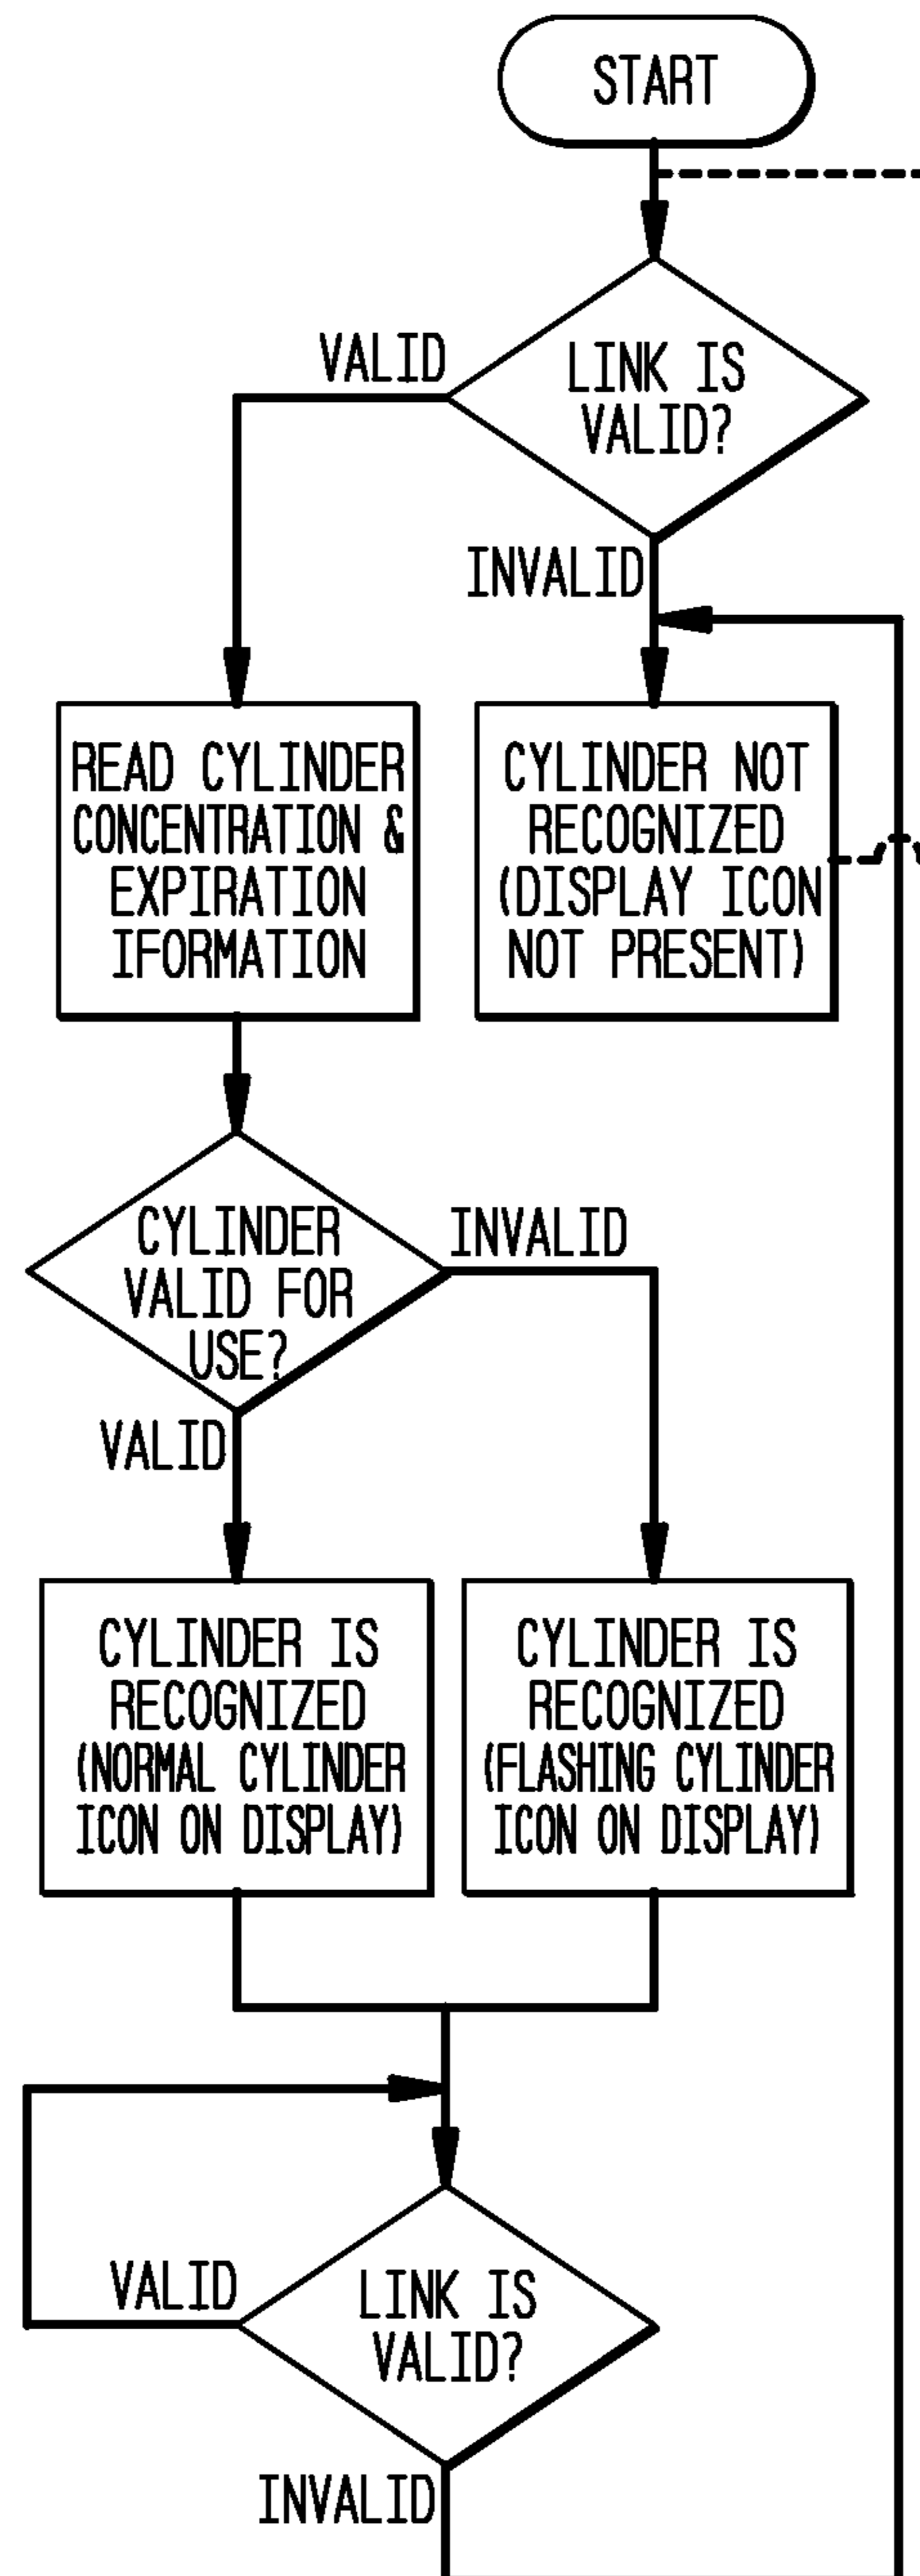 START
VALID
LINK IS
VALID?
INVALID
READ CYLINDER
CONCENTRATION &
EXPIRATION
IFORMATION
CYLINDER NOT
RECOGNIZED
(DISPLAY ICON
NOT PRESENT)
CYLINDER
VALID FOR
USE?
INVALID
VALID
CYLINDER IS
RECOGNIZED
(NORMAL CYLINDER
ICON ON DISPLAY)
CYLINDER IS
RECOGNIZED
(FLASHING CYLINDER
ICON ON DISPLAY)
VALID
LINK IS
VALID?
INVALID